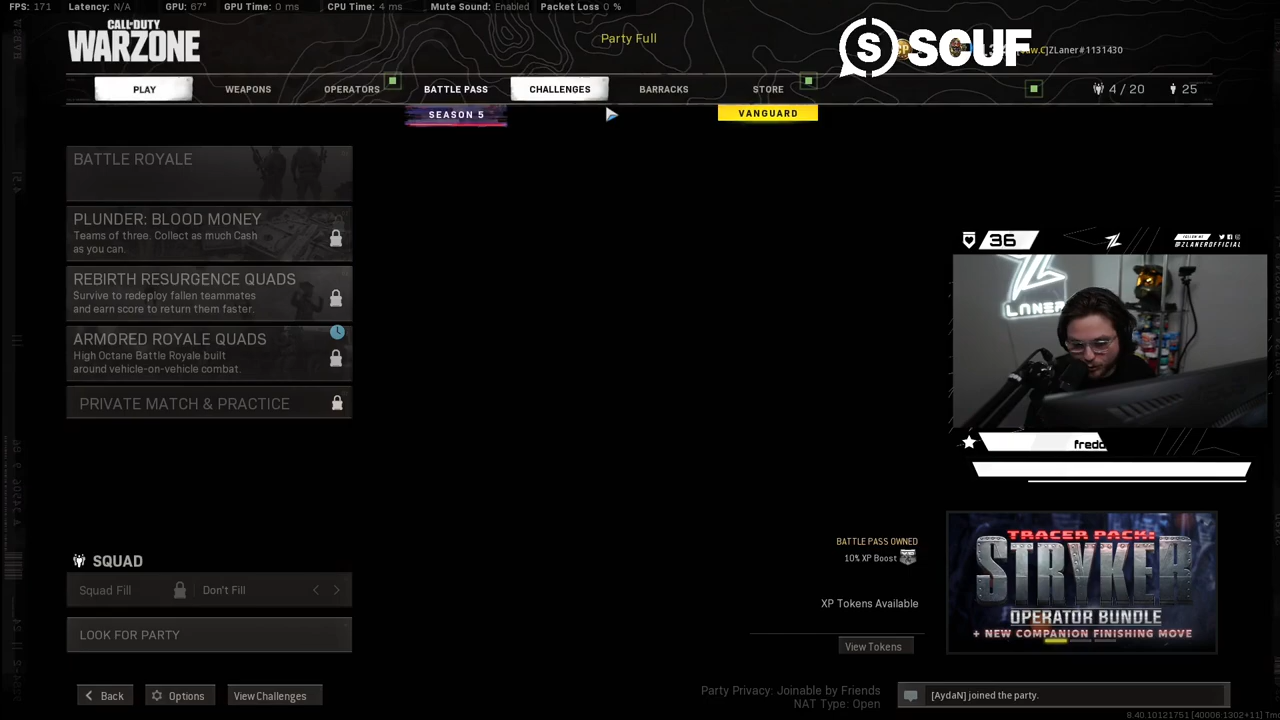 FPS: 171 Latency: N/A GPU: 67° GPU Time: 0 ms CPU Time: 4 ms Mute Sound: Enabled Packet Loss 0 %
CALL OF DUTY
WARZONE
Party Full
S SCUF
ZLaner#1131430
PLAY WEAPONS OPERATORS BATTLE PASS CHALLENGES BARRACKS STORE 4 / 20 25
SEASON 5 VANGUARD
BATTLE ROYALE
PLUNDER: BLOOD MONEY
Teams of three. Collect as much Cash
as you can.
REBIRTH RESURGENCE QUADS
Survive to redeploy fallen teammates
and earn score to return them faster.
ARMORED ROYALE QUADS
High Octane Battle Royale built
around vehicle-on-vehicle combat.
PRIVATE MATCH & PRACTICE
36
FOLLOW ME
@ZLANEROFFICIAL
LANER
fredd
SQUAD
Squad Fill Don't Fill
LOOK FOR PARTY
BATTLE PASS OWNED
10% XP Boost
XP Tokens Available
View Tokens
TRACER PACK:
STRYKER
OPERATOR BUNDLE
+ NEW COMPANION FINISHING MOVE
Back Options View Challenges
Party Privacy: Joinable by Friends
NAT Type: Open
[AydaN] joined the party.